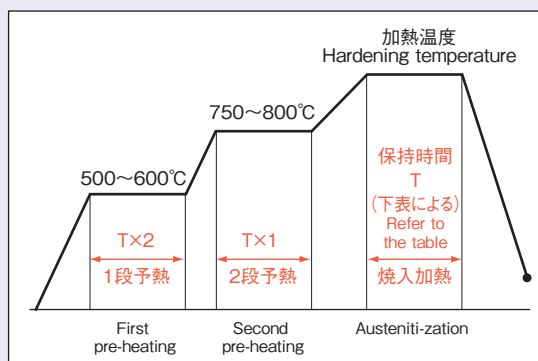 加熱温度
Hardening temperature
750～800℃
500～600℃
保持時間
T
(下表による)
Refer to
the table
T×2
T×1
1段予熱
2段予熱
焼入加熱
First
pre-heating
Second
pre-heating
Austeniti-zation